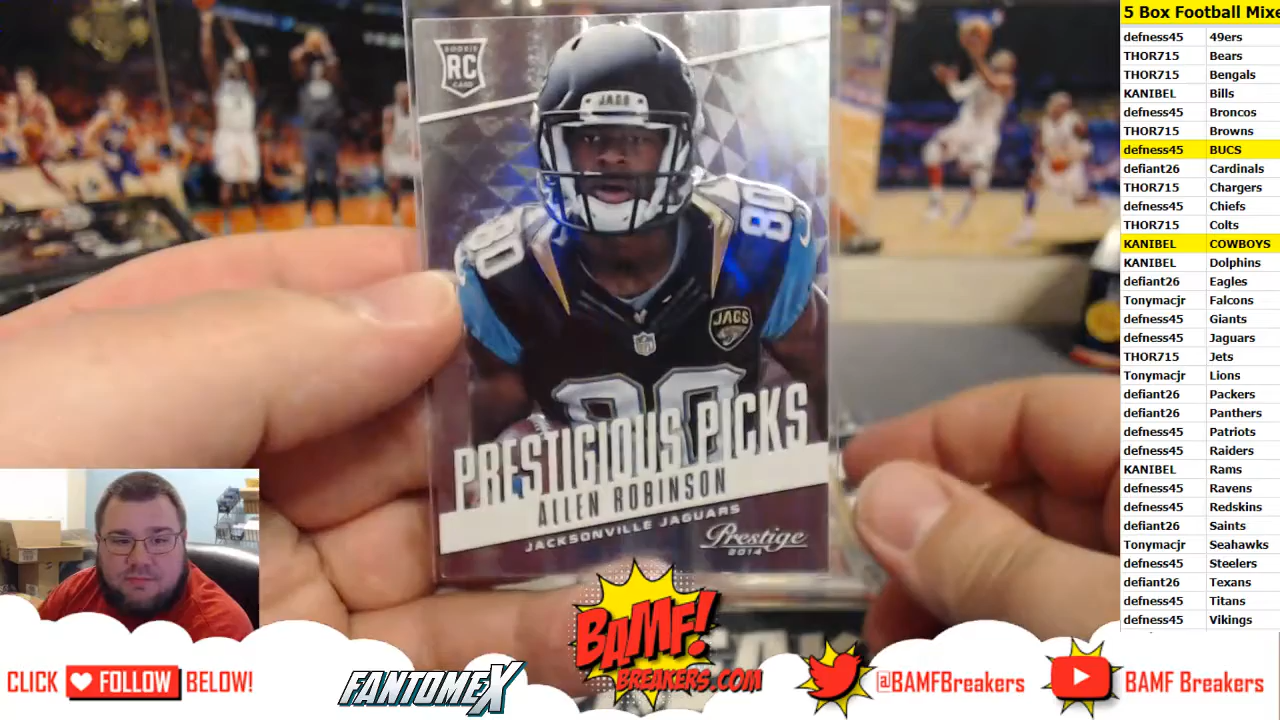 5 Box Football Mixe
defness45 49ers
THOR715 Bears
THOR715 Bengals
KANIBEL Bills
defness45 Broncos
THOR715 Browns
defness45 BUCS
defiant26 Cardinals
THOR715 Chargers
defness45 Chiefs
THOR715 Colts
KANIBEL COWBOYS
KANIBEL Dolphins
defiant26 Eagles
Tonymacjr Falcons
defness45 Giants
defness45 Jaguars
THOR715 Jets
Tonymacjr Lions
defiant26 Packers
defiant26 Panthers
defness45 Patriots
defness45 Raiders
KANIBEL Rams
defness45 Ravens
defness45 Redskins
defiant26 Saints
Tonymacjr Seahawks
defness45 Steelers
defiant26 Texans
defness45 Titans
defness45 Vikings
ROOKIE
RC
CARD
JAGS
80
80
JAGS
NFL
80
PRESTIGIOUS PICKS
ALLEN ROBINSON
JACKSONVILLE JAGUARS
Prestige
2014
CLICK FOLLOW BELOW!
FANTOMEX
BAMF!
BREAKERS.COM
@BAMFBreakers
BAMF Breakers